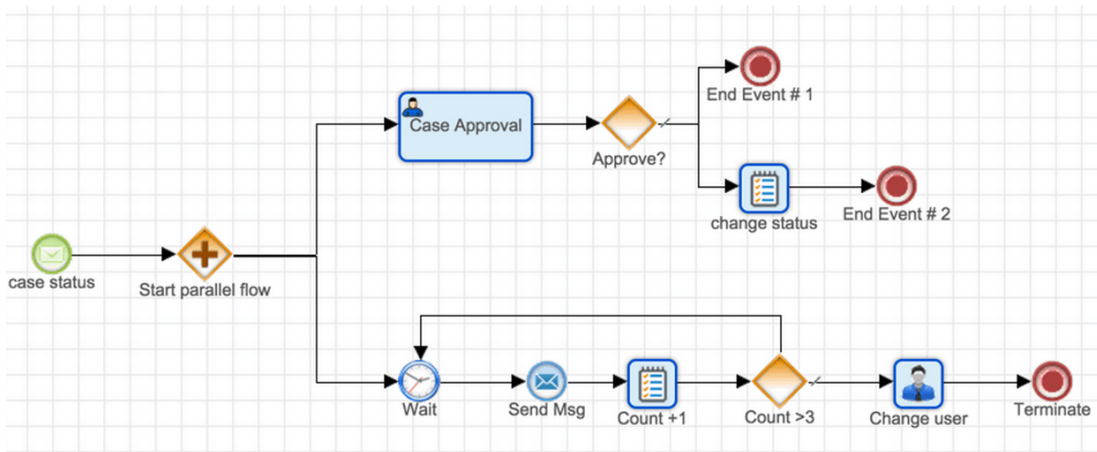 End Event # 1
Case Approval
Approve?
change status
End Event # 2
case status
Start parallel flow
Wait
Send Msg
Count +1
Count >3
Change user
Terminate